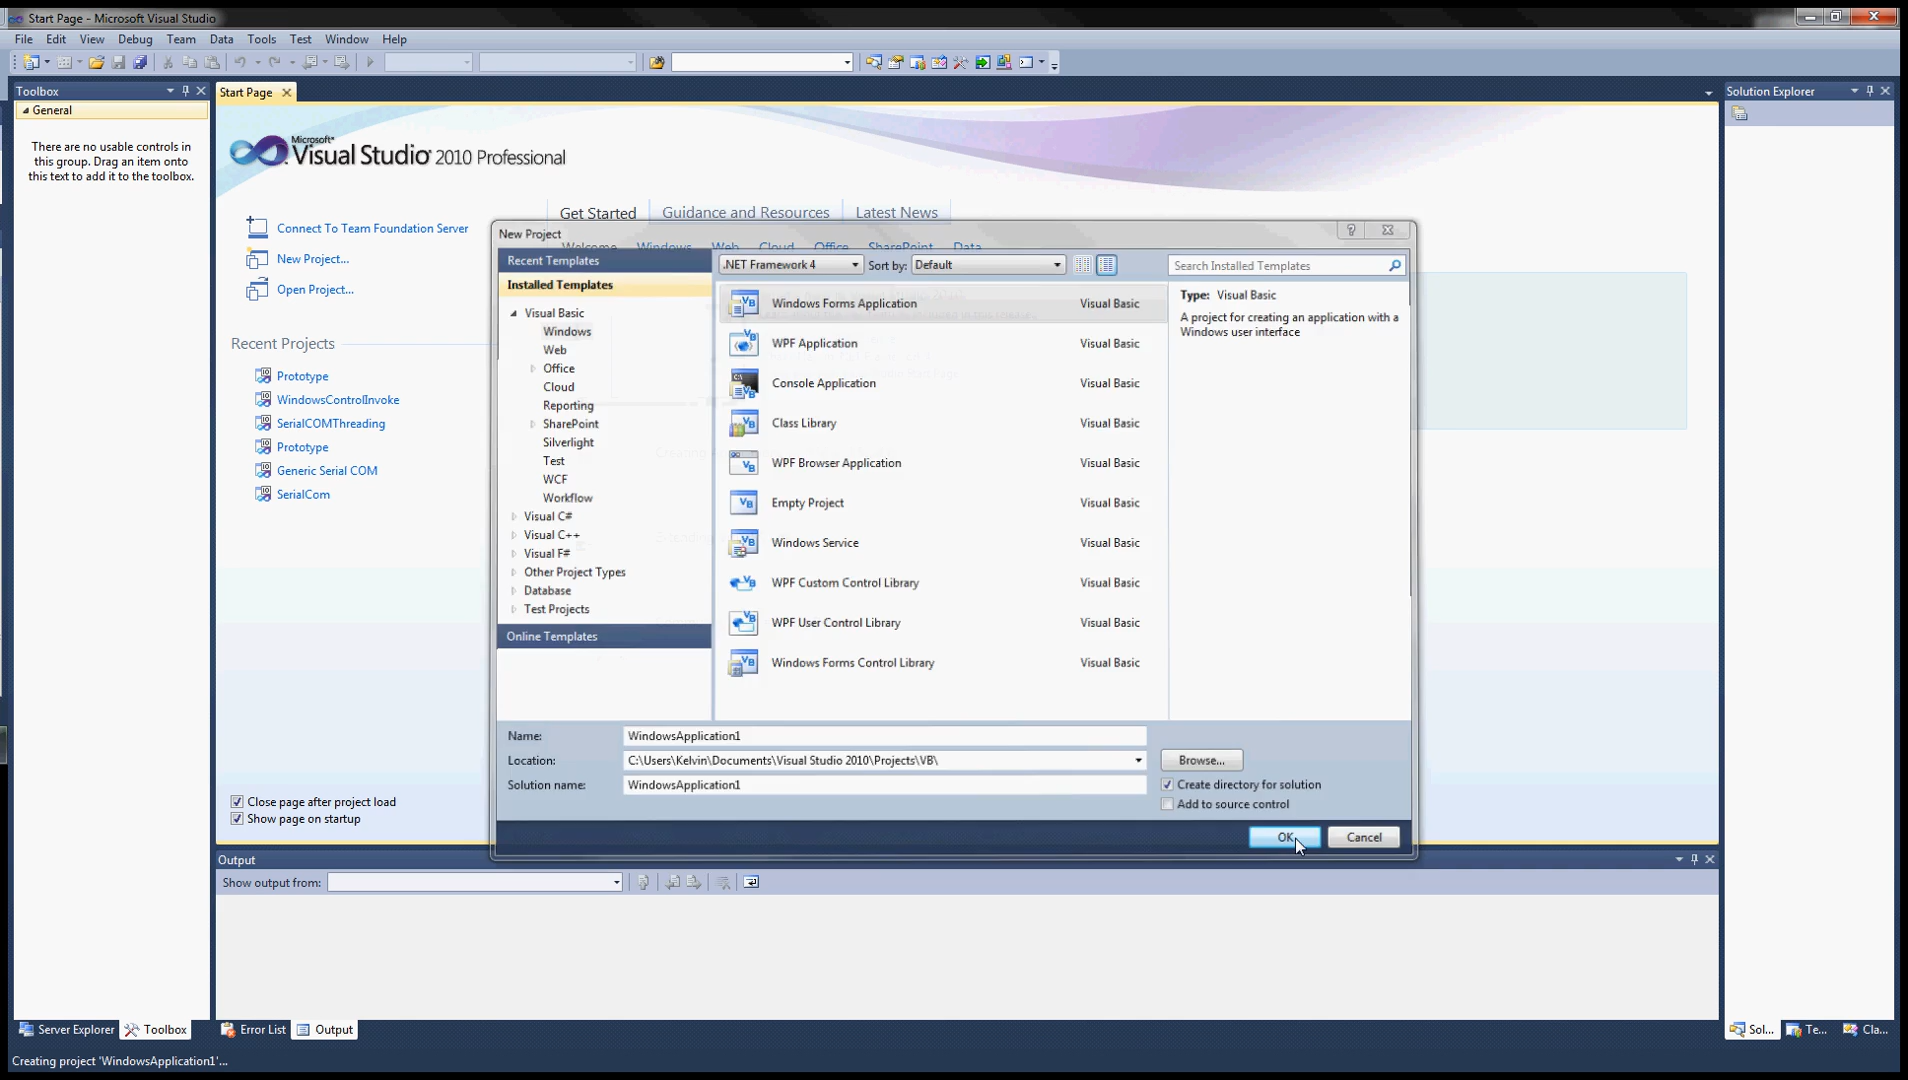 Start Page - Microsoft Visual Studio
File Edit View Debug Team Data Tools Test Window Help
Toolbox
General
There are no usable controls in
this group. Drag an item onto
this text to add it to the toolbox.
Start Page
Microsoft
Visual Studio 2010 Professional
Connect To Team Foundation Server
New Project...
Open Project...
Recent Projects
Prototype
WindowsControlInvoke
SerialCOMThreading
Prototype
Generic Serial COM
SerialCom
Close page after project load
Show page on startup
Get Started Guidance and Resources Latest News
Welcome Windows Web Cloud Office SharePoint Data
New Project
Recent Templates
Installed Templates
Visual Basic
Windows
Web
Office
Cloud
Reporting
SharePoint
Silverlight
Test
WCF
Workflow
Visual C#
Visual C++
Visual F#
Other Project Types
Database
Test Projects
Online Templates
.NET Framework 4 Sort by: Default
Search Installed Templates
Windows Forms Application Visual Basic
WPF Application Visual Basic
Console Application Visual Basic
Class Library Visual Basic
WPF Browser Application Visual Basic
Empty Project Visual Basic
Windows Service Visual Basic
WPF Custom Control Library Visual Basic
WPF User Control Library Visual Basic
Windows Forms Control Library Visual Basic
Type: Visual Basic
A project for creating an application with a
Windows user interface
Name: WindowsApplication1
Location: C:\Users\Kelvin\Documents\Visual Studio 2010\Projects\VB\ Browse...
Solution name: WindowsApplication1
Create directory for solution
Add to source control
OK Cancel
Solution Explorer
Output
Show output from:
Server Explorer Toolbox Error List Output
Sol... Te... Cla...
Creating project 'WindowsApplication1'...